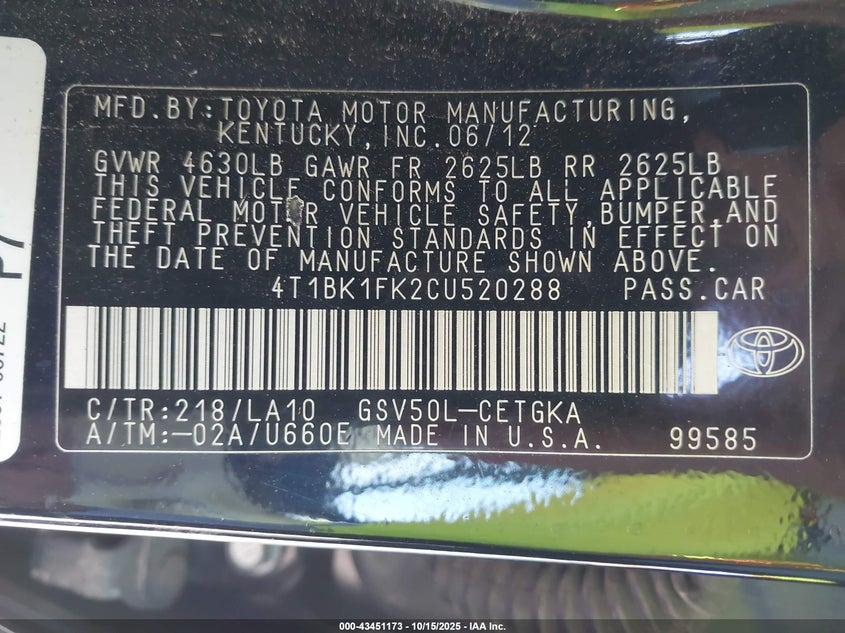 MFD.BY:TOYOTA MOTOR MANUFACTURING,
KENTUCKY,INC.06/12
GVWR 4630LB GAWR FR 2625LB RR 2625LB
THIS VEHICLE CONFORMS TO ALL APPLICABLE
FEDERAL MOTOR VEHICLE SAFETY,BUMPER,AND
THEFT PREVENTION STANDARDS IN EFFECT ON
THE DATE OF MANUFACTURE SHOWN ABOVE.
4T1BK1FK2CU520288 PASS.CAR
C/TR:218/LA10 GSV50L-CETGKA
A/TM:-02A/U660E MADE IN U.S.A. 99585
000-43451173 - 10/15/2025 - IAA Inc.